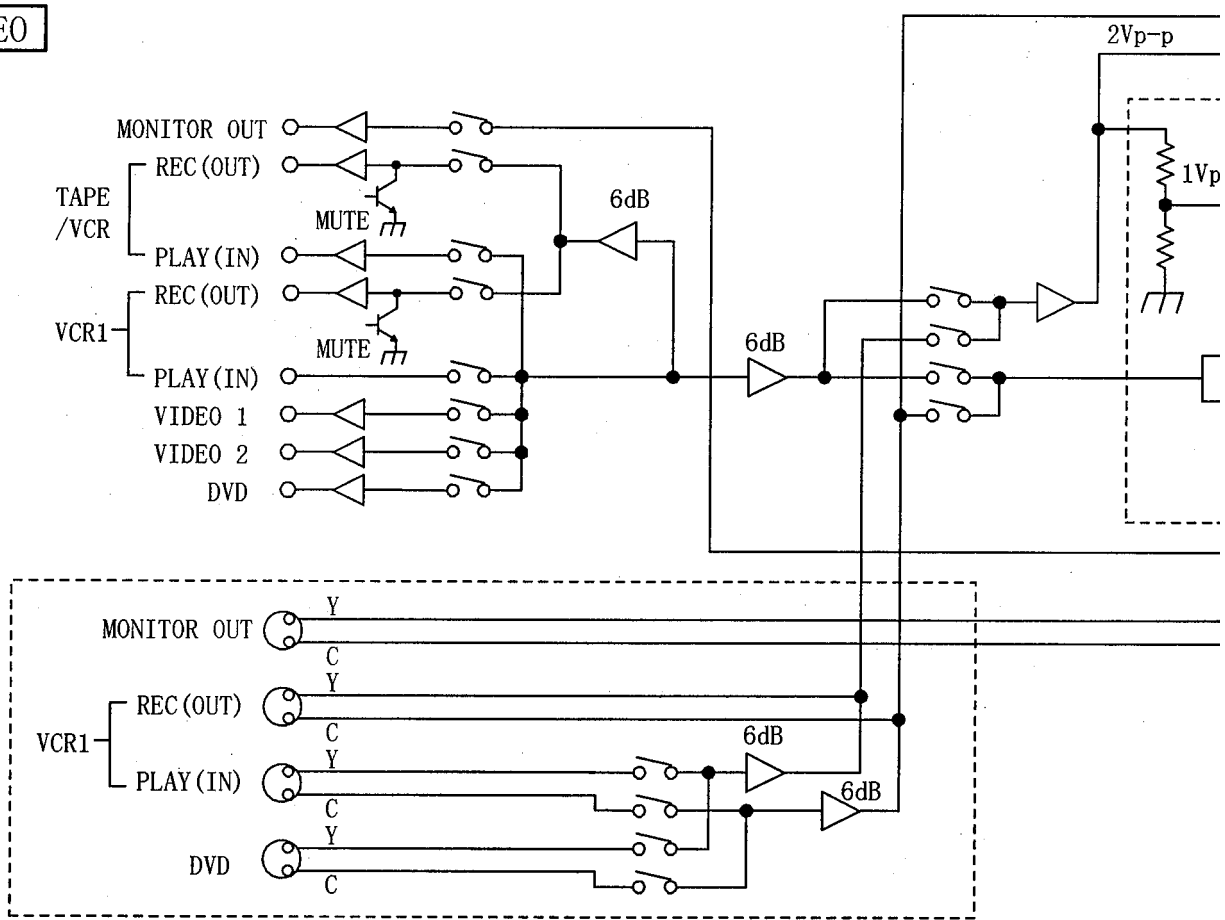 EO
2Vp-p
MONITOR OUT
REC(OUT)
TAPE
/VCR
6dB
1Vp
MUTE
PLAY(IN)
REC(OUT)
VCR1
MUTE
6dB
PLAY(IN)
VIDEO 1
VIDEO 2
DVD
Y
MONITOR OUT
C
Y
REC(OUT)
C
VCR1
6dB
Y
PLAY(IN)
6dB
C
Y
DVD
C